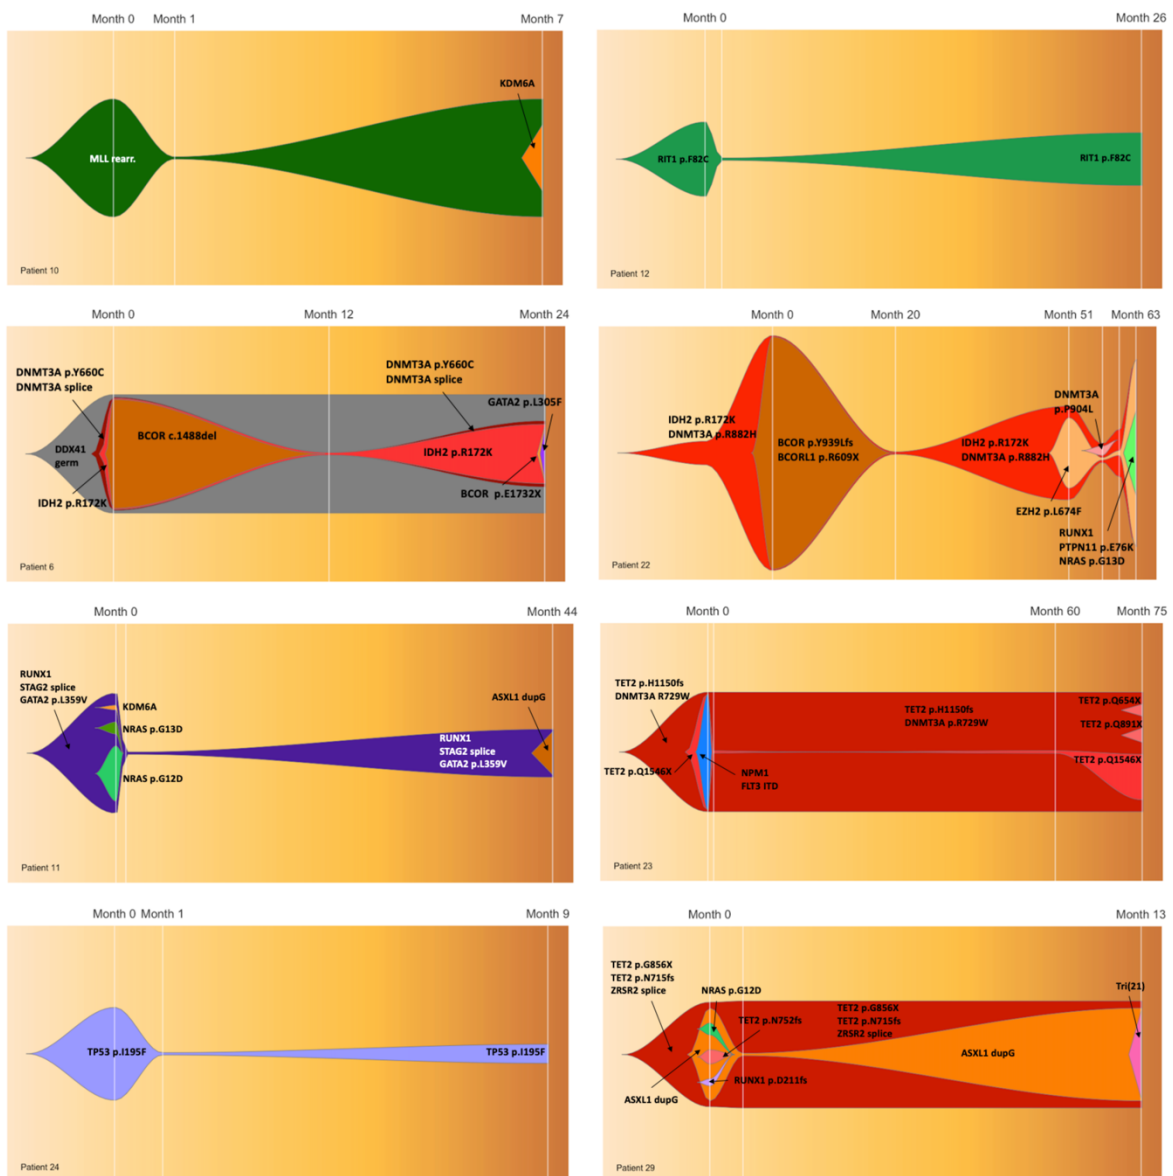 Month 0
Month 1
Month 7
KDM6A
MLL rearr.
Patient 10
Month 0
Month 26
RIT1 p.F82C
RIT1 p.F82C
Patient 12
Month 0
Month 12
Month 24
DNMT3A p.Y660C
DNMT3A splice
DNMT3A p.Y660C
DNMT3A splice
GATA2 p.L305F
BCOR c.1488del
DDX41
germ
IDH2 p.R172K
IDH2 p.R172K
BCOR p.E1732X
Patient 6
Month 0
Month 20
Month 51
Month 63
DNMT3A
p.P904L
IDH2 p.R172K
DNMT3A p.R882H
BCOR p.Y939Lfs
BCORL1 p.R609X
IDH2 p.R172K
DNMT3A p.R882H
EZH2 p.L674F
RUNX1
PTPN11 p.E76K
NRAS p.G13D
Patient 22
Month 0
Month 44
RUNX1
STAG2 splice
GATA2 p.L359V
KDM6A
NRAS p.G13D
NRAS p.G12D
ASXL1 dupG
RUNX1
STAG2 splice
GATA2 p.L359V
Patient 11
Month 0
Month 60
Month 75
TET2 p.H1150fs
DNMT3A R729W
TET2 p.H1150fs
DNMT3A p.R729W
TET2 p.Q654X
TET2 p.Q891X
TET2 p.Q1546X
TET2 p.Q1546X
NPM1
FLT3 ITD
Patient 23
Month 0
Month 1
Month 9
TP53 p.I195F
TP53 p.I195F
Patient 24
Month 0
Month 13
TET2 p.G856X
TET2 p.N715fs
ZRSR2 splice
NRAS p.G12D
TET2 p.N752fs
TET2 p.G856X
TET2 p.N715fs
ZRSR2 splice
Tri(21)
ASXL1 dupG
ASXL1 dupG
RUNX1 p.D211fs
Patient 29